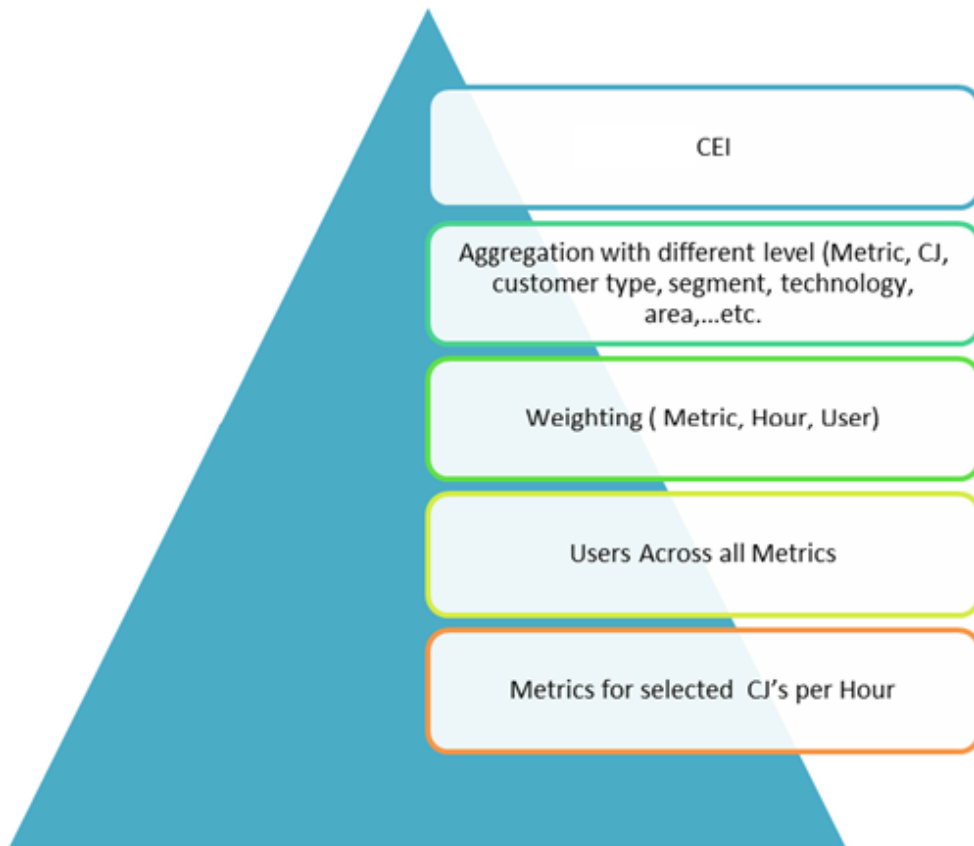 CEI
Aggregation with different level (Metric, CJ,
customer type, segment, technology,
area,...etc.
Weighting ( Metric, Hour, User)
Users Across all Metrics
Metrics for selected CJ's per Hour